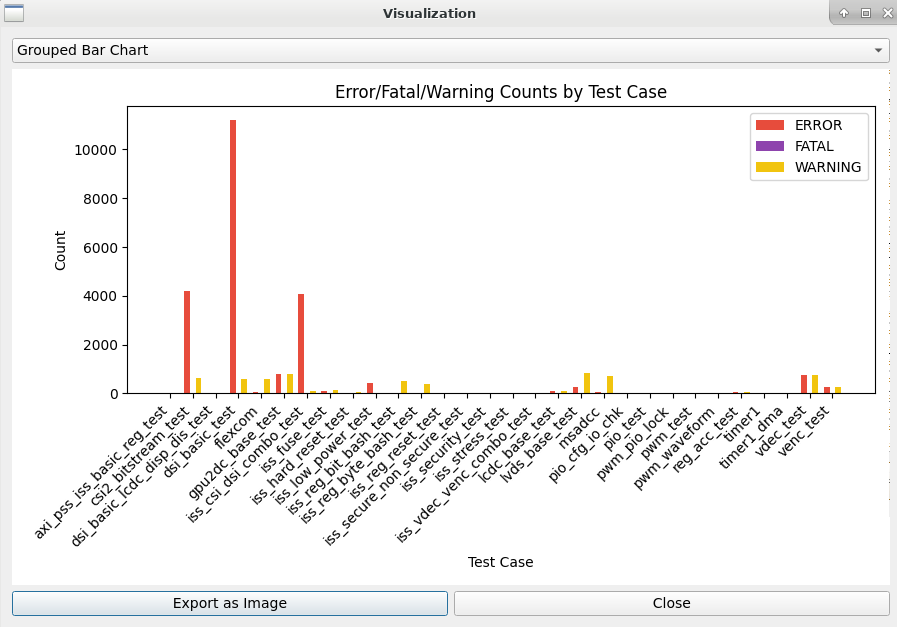 Visualization
Grouped Bar Chart
Error/Fatal/Warning Counts by Test Case
ERROR
FATAL
WARNING
10000
8000
6000
4000
2000
0
Count
axi_pss_iss_basic_reg_test
csi2_bitstream_test
dsi_basic_lcdc_disp_dis_test
dsi_basic_test
flexcom
gpu2dc_base_test
iss_csi_dsi_combo_test
iss_fuse_test
iss_hard_reset_test
iss_low_power_test
iss_reg_bit_bash_test
iss_reg_byte_bash_test
iss_reg_reset_test
iss_secure_non_secure_test
iss_security_test
iss_stress_test
iss_vdec_venc_combo_test
lcdc_base_test
lvds_base_test
msadcc
pio_cfg_io_chk
pio_test
pwm_pio_lock
pwm_test
pwm_waveform
reg_acc_test
timer1
timer1_dma
vdec_test
venc_test
Test Case
Export as Image
Close